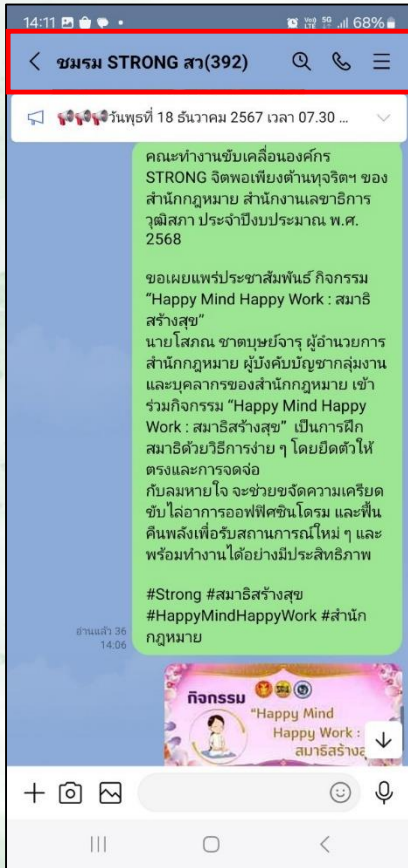 14:11 68%
ชมรม STRONG สว(392)
วันพุธที่ 18 ธันวาคม 2567 เวลา 07.30 ...
คณะทำงานขับเคลื่อนองค์กร
STRONG จิตพอเพียงต้านทุจริตฯ ของ
สำนักกฎหมาย สำนักงานเลขาธิการ
วุฒิสภา ประจำปีงบประมาณ พ.ศ.
2568
ขอเผยแพร่ประชาสัมพันธ์ กิจกรรม
“Happy Mind Happy Work : สมาธิ
สร้างสุข”
นายโสภณ ชาตบุษย์จารุ ผู้อำนวยการ
สำนักกฎหมาย ผู้บังคับบัญชากลุ่มงาน
และบุคลากรของสำนักกฎหมาย เข้า
ร่วมกิจกรรม “Happy Mind Happy
Work : สมาธิสร้างสุข” เป็นการฝึก
สมาธิด้วยวิธีการง่าย ๆ โดยยืดตัวให้
ตรงและการจดจ่อ
กับลมหายใจ จะช่วยขจัดความเครียด
ขับไล่อาการออฟฟิศซินโดรม และฟื้น
คืนพลังเพื่อรับสถานการณ์ใหม่ ๆ และ
พร้อมทำงานได้อย่างมีประสิทธิภาพ
#Strong #สมาธิสร้างสุข
#HappyMindHappyWork #สำนัก
กฎหมาย
อ่านแล้ว 36
14:06
กิจกรรม
“Happy Mind
Happy Work :
สมาธิสร้างสุ